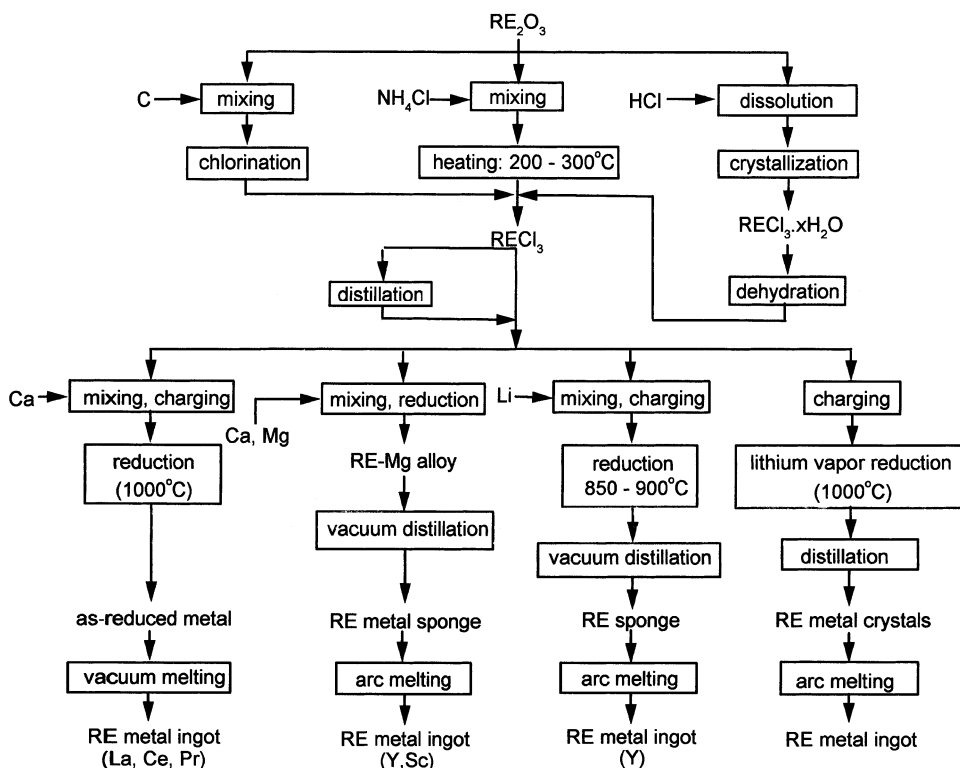 RE₂O₃
C
mixing
NH₄Cl
mixing
HCl
dissolution
chlorination
heating: 200 - 300°C
crystallization
RECl₃.xH₂O
RECl₃
distillation
dehydration
Ca
mixing, charging
Ca, Mg
mixing, reduction
Li
mixing, charging
charging
reduction
(1000°C)
RE-Mg alloy
reduction
850 - 900°C
lithium vapor reduction
(1000°C)
vacuum distillation
vacuum distillation
distillation
as-reduced metal
RE metal sponge
RE sponge
RE metal crystals
vacuum melting
arc melting
arc melting
arc melting
RE metal ingot
(La, Ce, Pr)
RE metal ingot
(Y,Sc)
RE metal ingot
(Y)
RE metal ingot